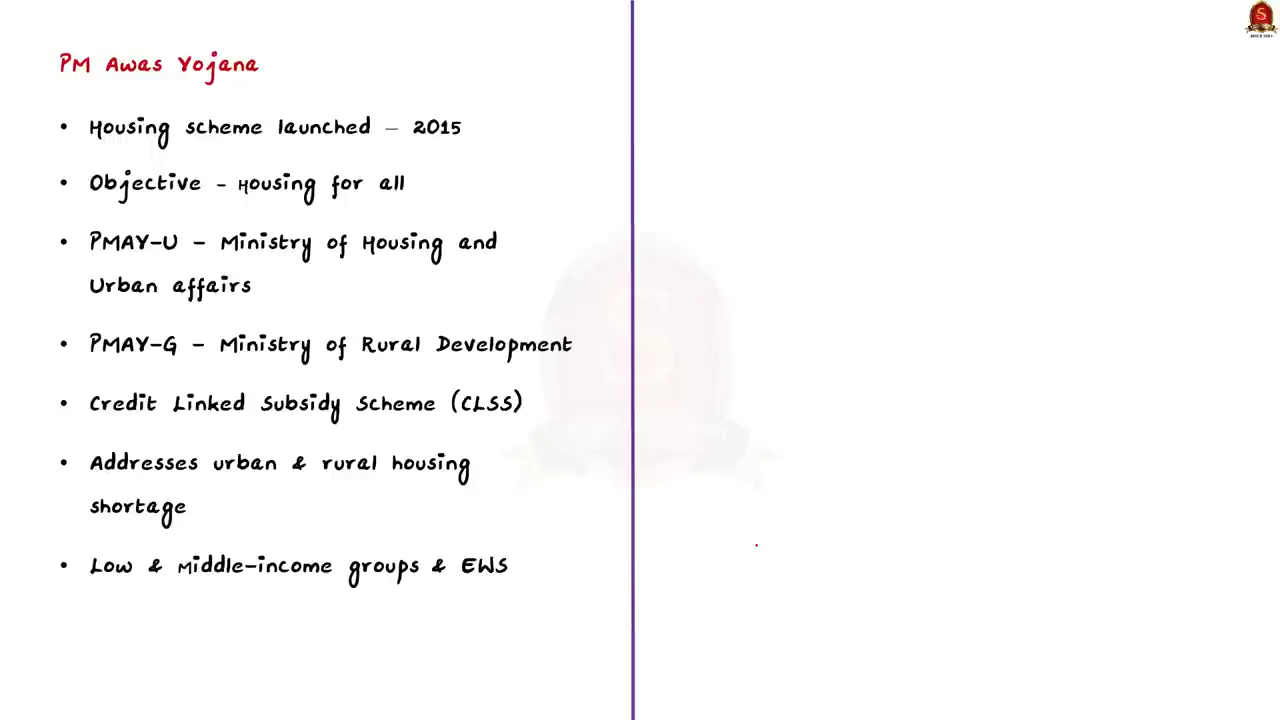 PM Awas Yojana
• Housing scheme launched – 2015
• Objective - Housing for all
• PMAY-U - Ministry of Housing and
Urban affairs
• PMAY-G - Ministry of Rural Development
• Credit Linked Subsidy Scheme (CLSS)
• Addresses urban & rural housing
shortage
• Low & Middle-income groups & EWS
S
S